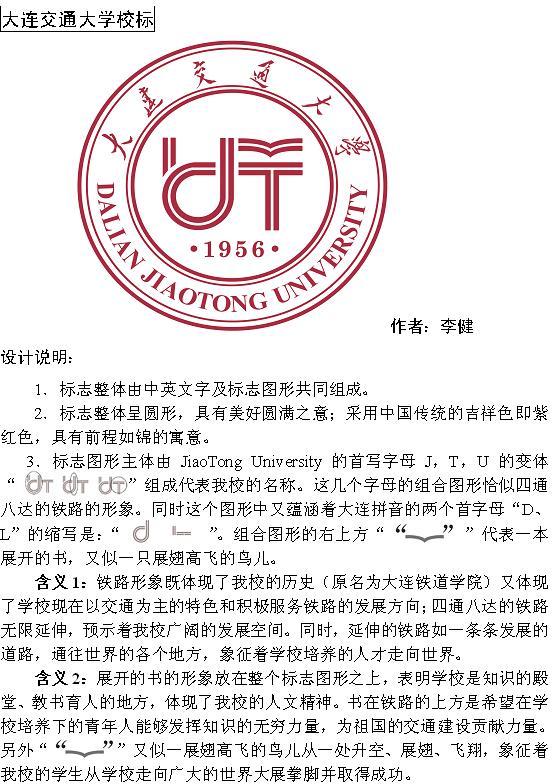 大连交通大学校标
大连交通大学
DALIAN JIAOTONG UNIVERSITY
·1956·
作者：李健
设计说明：
1．标志整体由中英文字及标志图形共同组成。
2．标志整体呈圆形，具有美好圆满之意；采用中国传统的吉祥色即紫
红色，具有前程如锦的寓意。
3．标志图形主体由 JiaoTong University 的首写字母 J，T，U 的变体
“ ”组成代表我校的名称。这几个字母的组合图形恰似四通
八达的铁路的形象。同时这个图形中又蕴涵着大连拼音的两个首字母“D、
L”的缩写是：“ ”。组合图形的右上方“ “ ” ”代表一本
展开的书，又似一只展翅高飞的鸟儿。
含义1：铁路形象既体现了我校的历史（原名为大连铁道学院）又体现
了学校现在以交通为主的特色和积极服务铁路的发展方向；四通八达的铁路
无限延伸，预示着我校广阔的发展空间。同时，延伸的铁路如一条条发展的
道路，通往世界的各个地方，象征着学校培养的人才走向世界。
含义2：展开的书的形象放在整个标志图形之上，表明学校是知识的殿
堂、教书育人的地方，体现了我校的人文精神。书在铁路的上方是希望在学
校培养下的青年人能够发挥知识的无穷力量，为祖国的交通建设贡献力量。
另外“ “ ” ”又似一展翅高飞的鸟儿从一处升空、展翅、飞翔，象征着
我校的学生从学校走向广大的世界大展拳脚并取得成功。